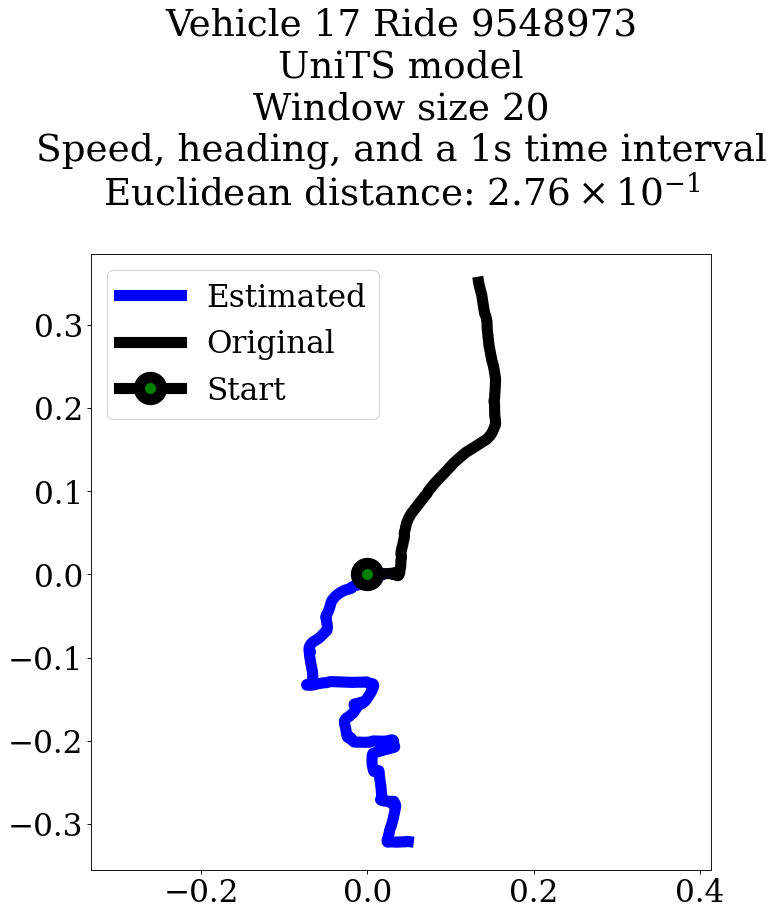 Vehicle 17 Ride 9548973
UniTS model
Window size 20
Speed, heading, and a 1s time interval
Euclidean distance: 2.76 × 10⁻¹
Estimated
Original
Start
0.3
0.2
0.1
0.0
−0.1
−0.2
−0.3
−0.2 0.0 0.2 0.4